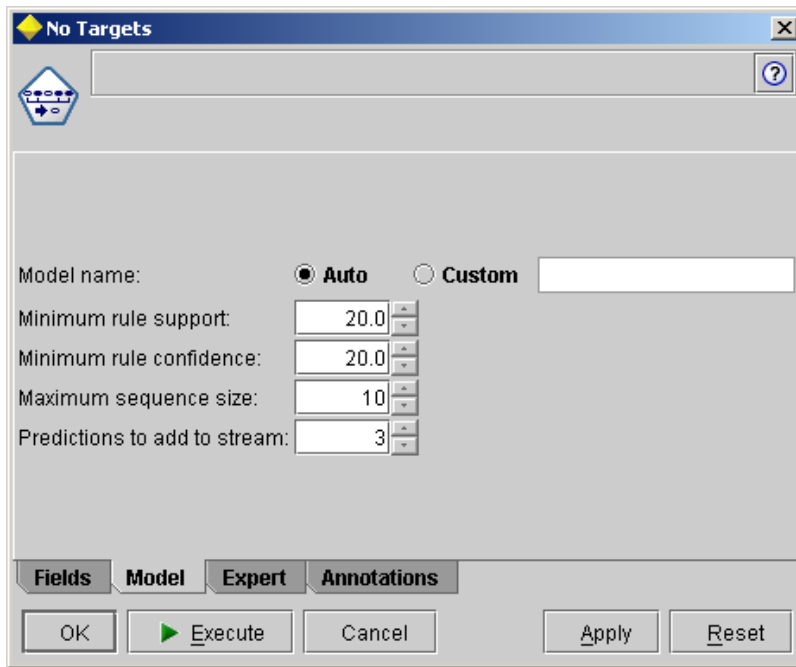 No Targets
Model name: Auto Custom
Minimum rule support: 20.0
Minimum rule confidence: 20.0
Maximum sequence size: 10
Predictions to add to stream: 3
Fields Model Expert Annotations
OK Execute Cancel Apply Reset